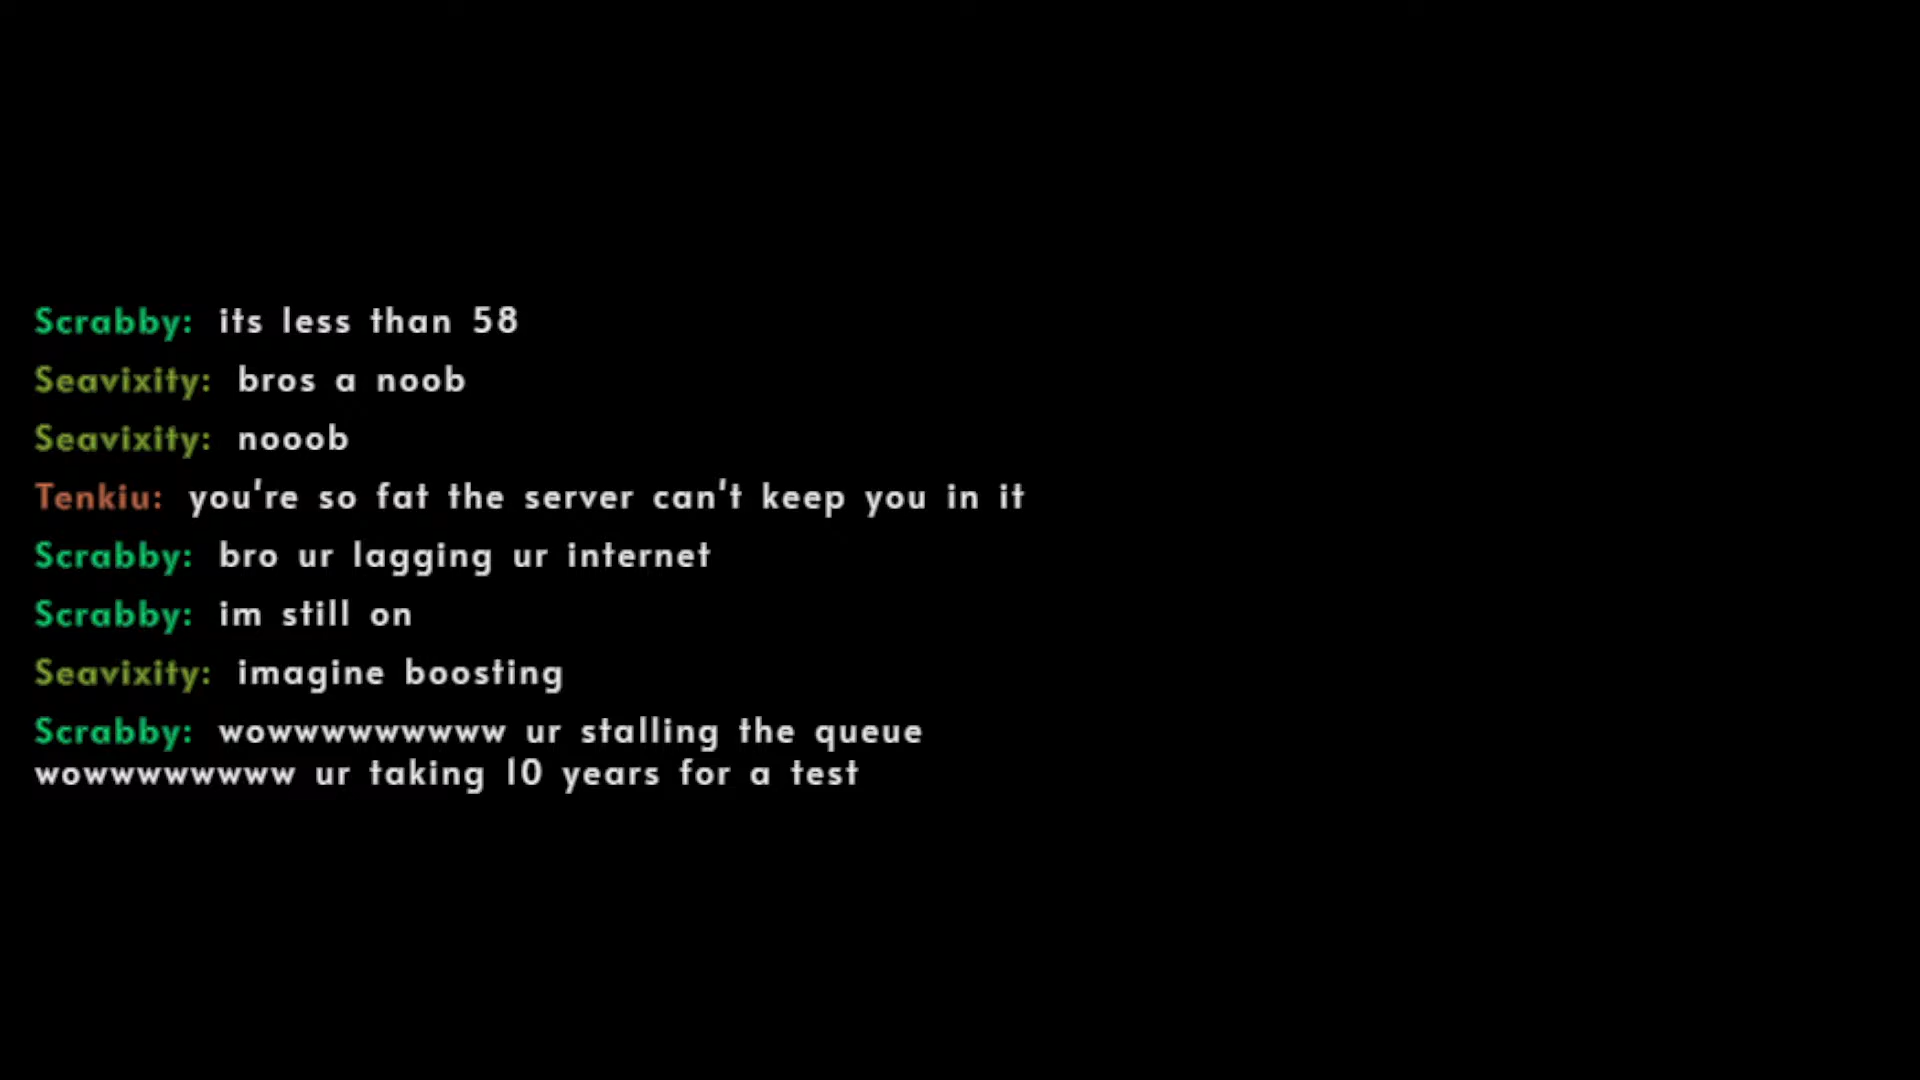 Scrabby: its less than 58
Seavixity: bros a noob
Seavixity: nooob
Tenkiu: you're so fat the server can't keep you in it
Scrabby: bro ur lagging ur internet
Scrabby: im still on
Seavixity: imagine boosting
Scrabby: wowwwwwwwww ur stalling the queue
wowwwwwwww ur taking 10 years for a test